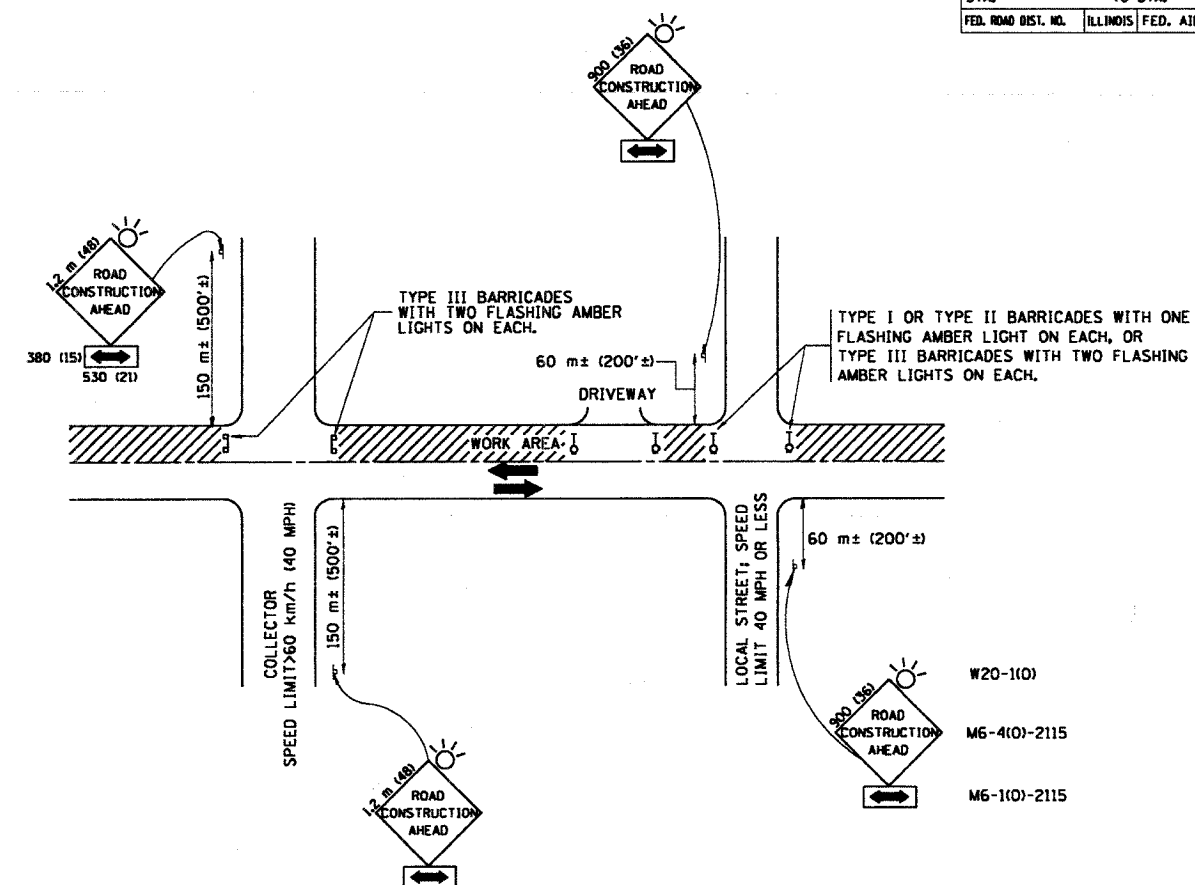 FED. ROAD DIST. NO.
ILLINOIS
900 (36)
ROAD
CONSTRUCTION
AHEAD
1.2 m (48)
ROAD
CONSTRUCTION
AHEAD
380 (15)
530 (21)
150 m± (500'±)
TYPE III BARRICADES
WITH TWO FLASHING AMBER
LIGHTS ON EACH.
60 m± (200'±)
DRIVEWAY
TYPE I OR TYPE II BARRICADES WITH ONE
FLASHING AMBER LIGHT ON EACH, OR
TYPE III BARRICADES WITH TWO FLASHING
AMBER LIGHTS ON EACH.
WORK AREA
COLLECTOR
SPEED LIMIT>60 km/h (40 MPH)
150 m± (500'±)
LOCAL STREET; SPEED
LIMIT 40 MPH OR LESS
60 m± (200'±)
900 (36)
ROAD
CONSTRUCTION
AHEAD
W20-1(O)
M6-4(O)-2115
M6-1(O)-2115
1.2 m (48)
ROAD
CONSTRUCTION
AHEAD